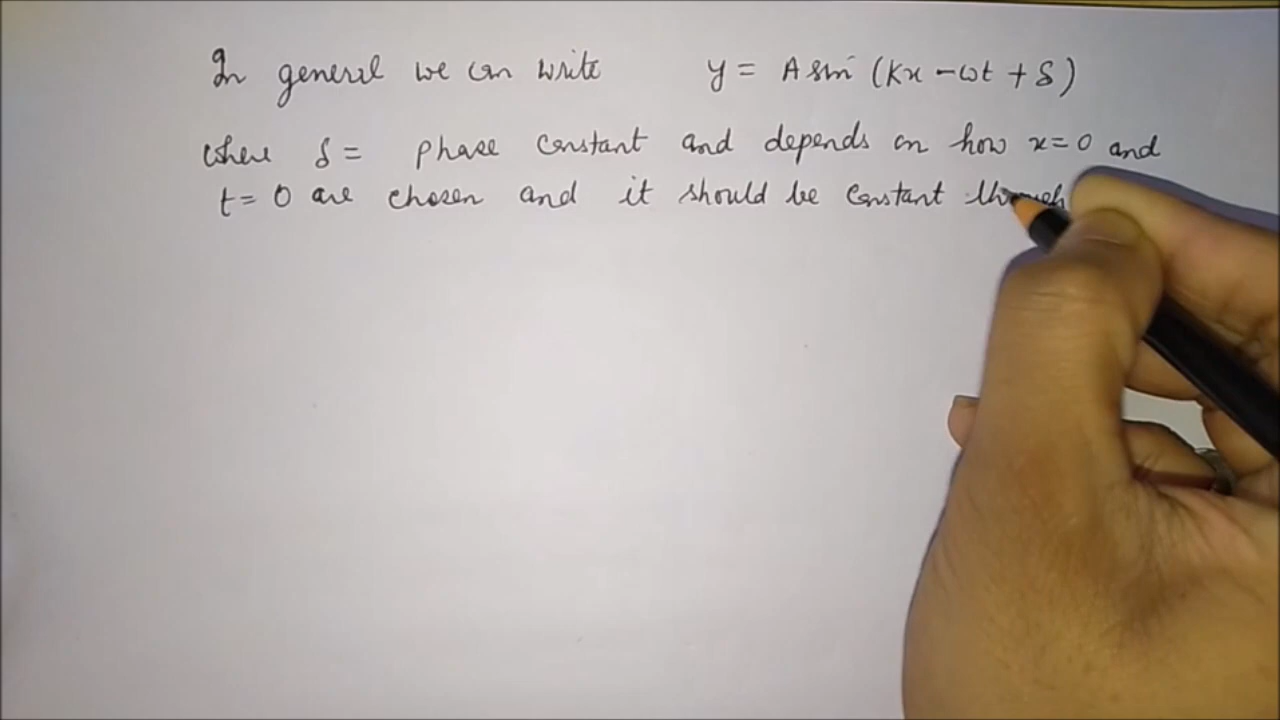 In general we can write y = A sin (Kx - ωt + δ)
where δ = phase constant and depends on how x = 0 and
t = 0 are chosen and it should be constant through